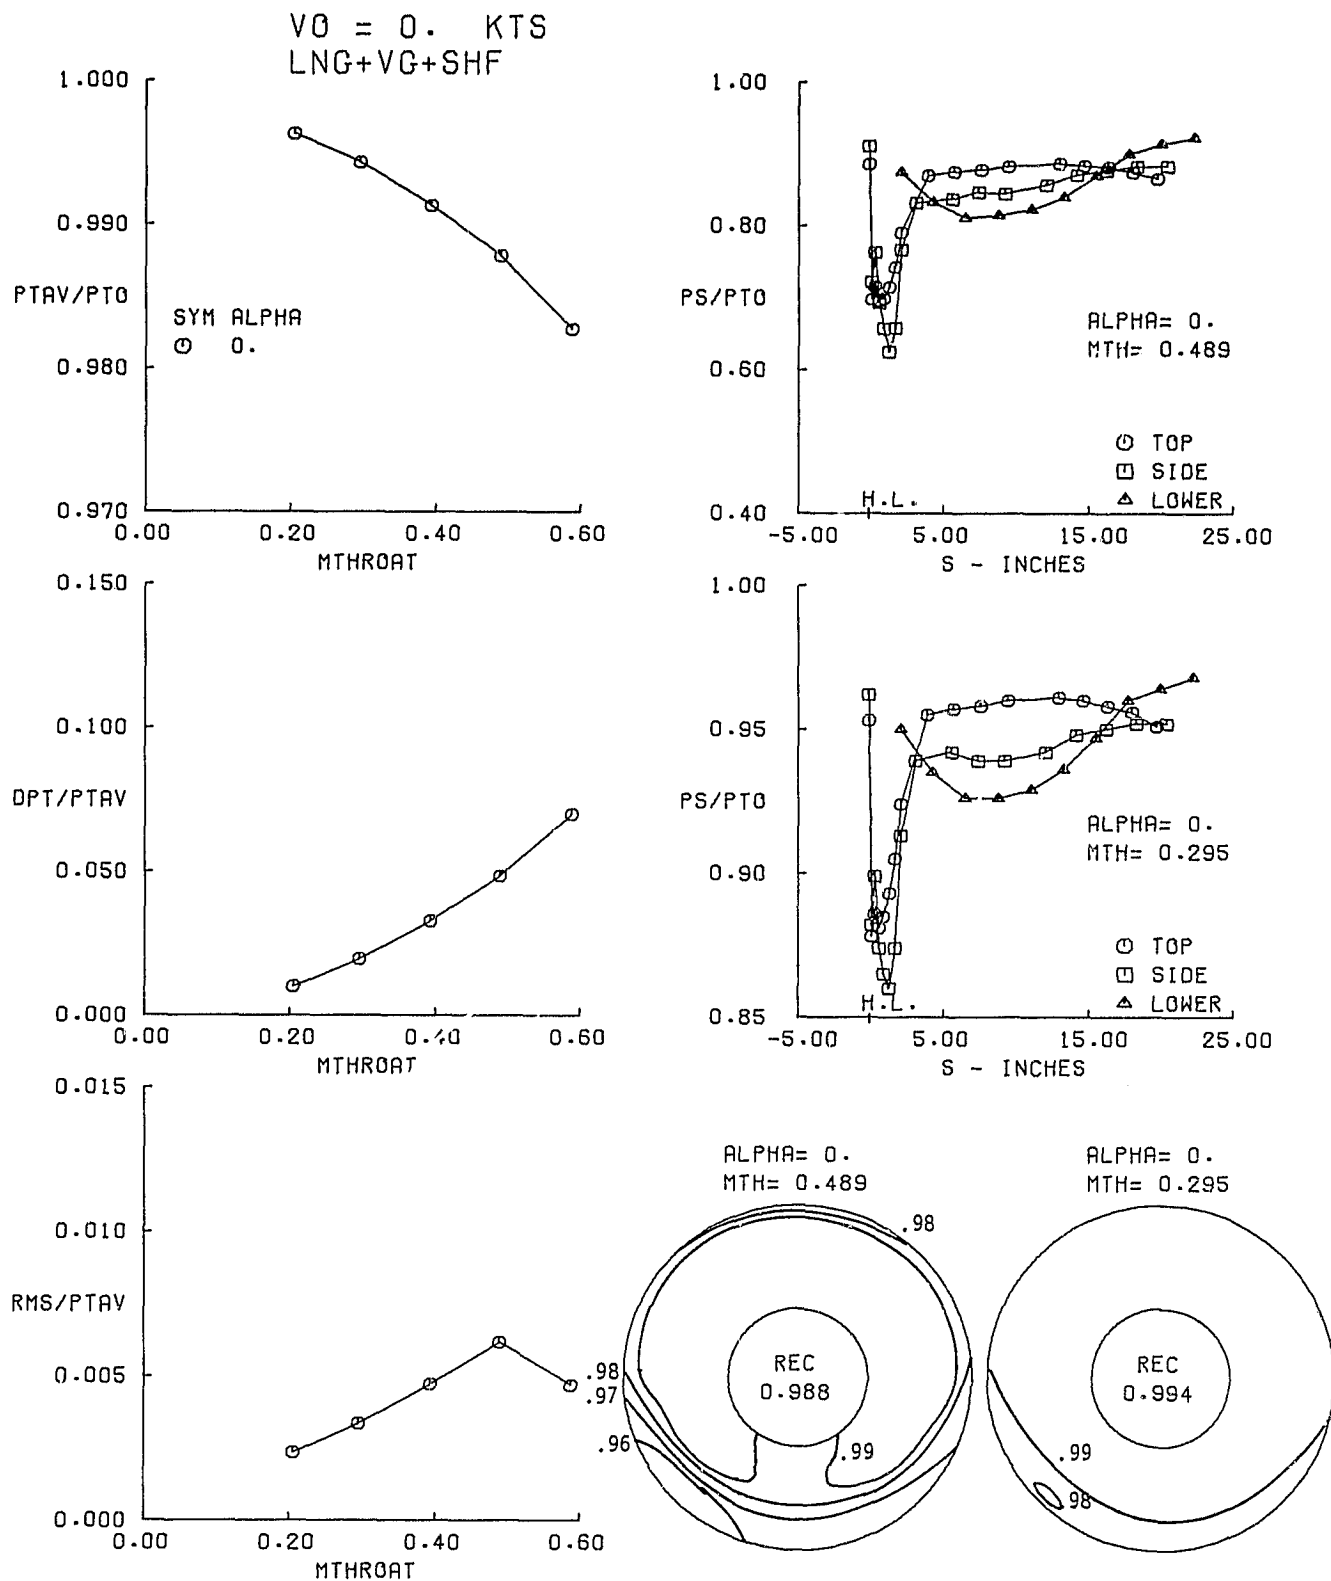 VO = 0. KTS
LNG+VG+SHF
1.000
0.990
PTAV/PTO
SYM ALPHA
0.
0.980
0.970
0.00 0.20 0.40 0.60
MTHROAT
1.00
0.80
PS/PTO
ALPHA= 0.
MTH= 0.489
0.60
TOP
SIDE
LOWER
H.L.
0.40
-5.00 5.00 15.00 25.00
S - INCHES
0.150
0.100
DPT/PTAV
0.050
0.000
0.00 0.20 0.40 0.60
MTHROAT
1.00
0.95
PS/PTO
ALPHA= 0.
MTH= 0.295
0.90
TOP
SIDE
LOWER
H.L.
0.85
-5.00 5.00 15.00 25.00
S - INCHES
0.015
0.010
RMS/PTAV
0.005
0.000
0.00 0.20 0.40 0.60
MTHROAT
ALPHA= 0.
MTH= 0.489
.98
REC
0.988
.98
.97
.96
.99
ALPHA= 0.
MTH= 0.295
REC
0.994
.99
.98